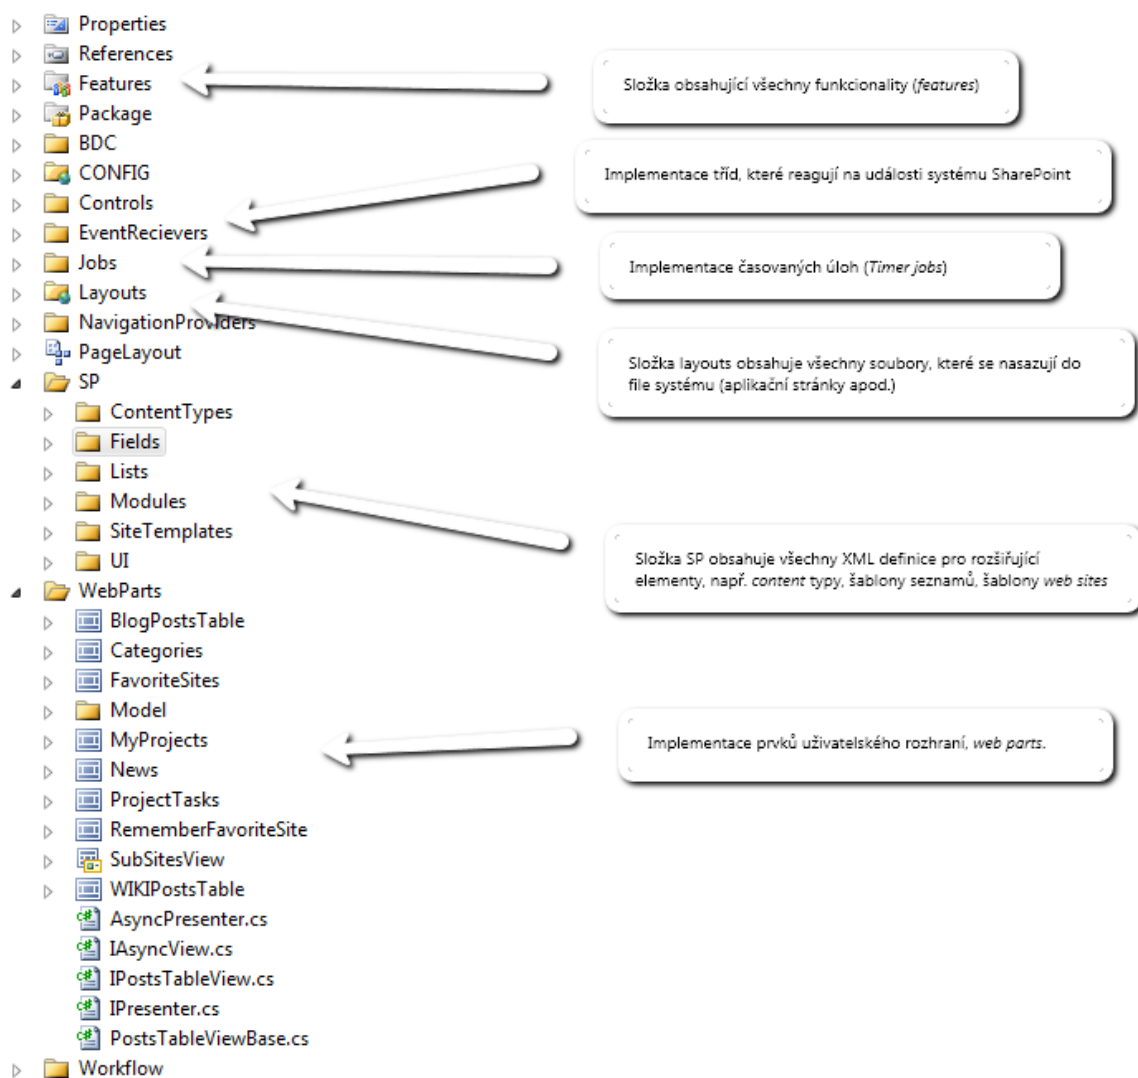 Properties
References
Features
Package
BDC
CONFIG
Controls
EventRecievers
Jobs
Layouts
NavigationProviders
PageLayout
SP
ContentTypes
Fields
Lists
Modules
SiteTemplates
UI
WebParts
BlogPostsTable
Categories
FavoriteSites
Model
MyProjects
News
ProjectTasks
RememberFavoriteSite
SubSitesView
WIKIPostsTable
AsyncPresenter.cs
IAsyncView.cs
IPostsTableView.cs
IPresenter.cs
PostsTableViewBase.cs
Workflow
Složka obsahující všechny funkcionality (features)
Implementace tříd, které reagují na události systému SharePoint
Implementace časovaných úloh (Timer jobs)
Složka layouts obsahuje všechny soubory, které se nasazují do
file systému (aplikační stránky apod.)
Složka SP obsahuje všechny XML definice pro rozšiřující
elementy, např. content typy, šablony seznamů, šablony web sites
Implementace prvků uživatelského rozhraní, web parts.